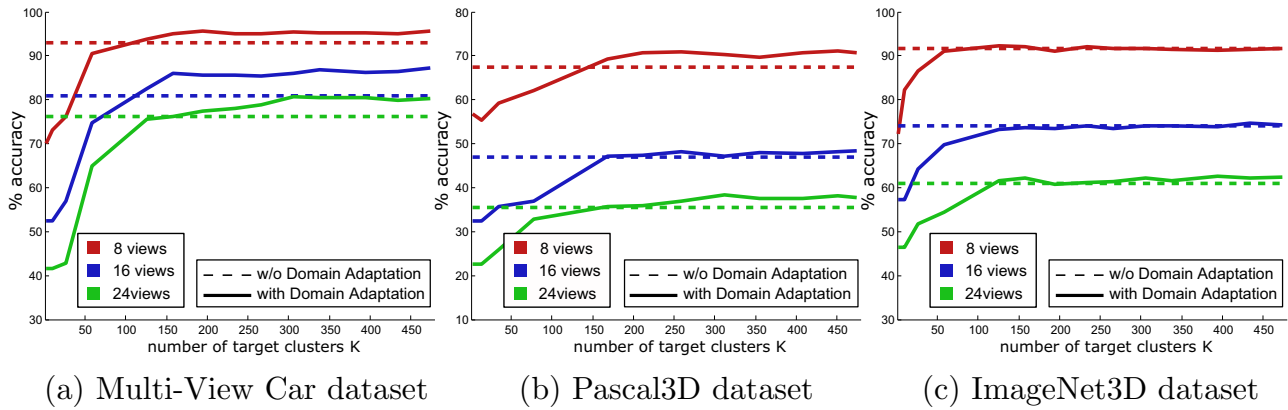 100
90
80
70
60
50
40
30
% accuracy
50 100 150 200 250 300 350 400 450
number of target clusters K
8 views
16 views
24views
w/o Domain Adaptation
with Domain Adaptation
(a) Multi-View Car dataset
80
70
60
50
40
30
20
10
% accuracy
50 100 150 200 250 300 350 400 450
number of target clusters K
8 views
16 views
24views
w/o Domain Adaptation
with Domain Adaptation
(b) Pascal3D dataset
100
90
80
70
60
50
40
30
% accuracy
50 100 150 200 250 300 350 400 450
number of target clusters K
8 views
16 views
24views
w/o Domain Adaptation
with Domain Adaptation
(c) ImageNet3D dataset